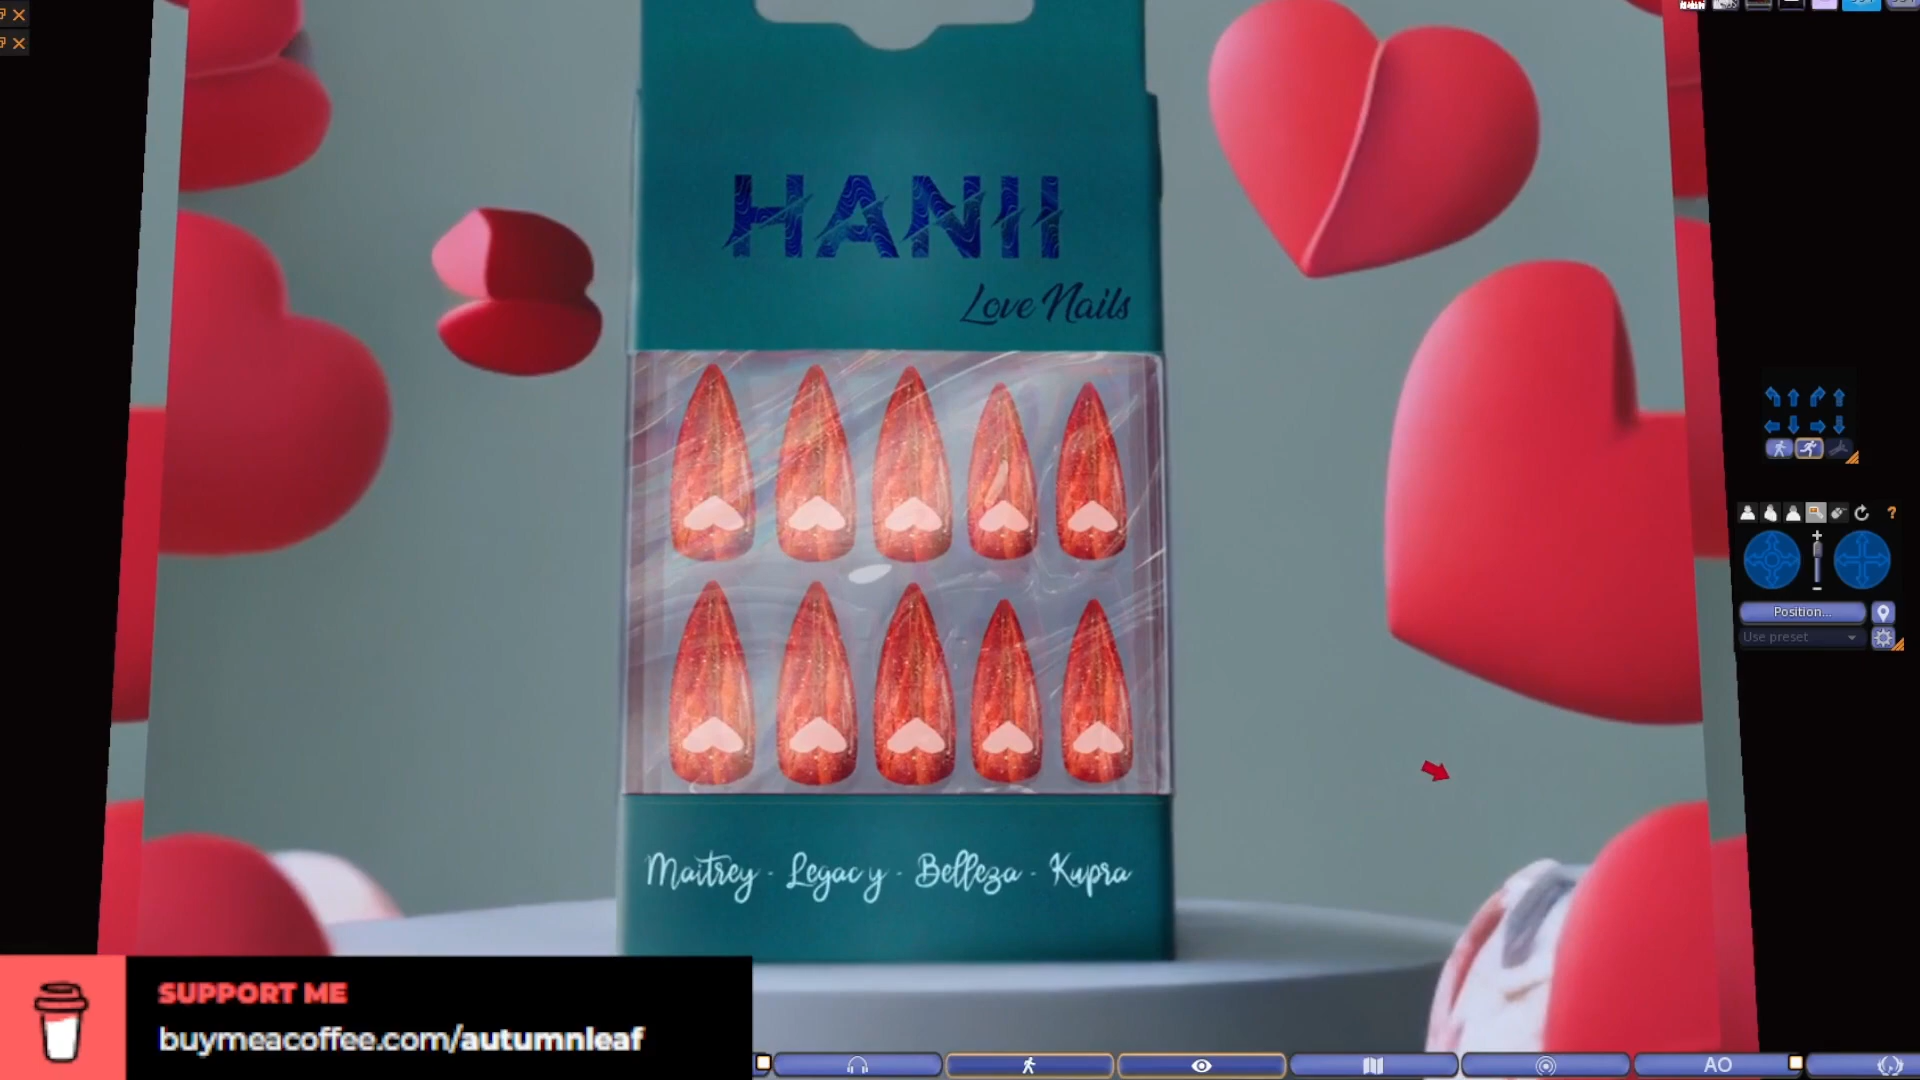 HANII
Love Nails
Position...
Use preset
Maitrey - Legacy - Belleza - Kupra
SUPPORT ME
buymeacoffee.com/autumnleaf
AO